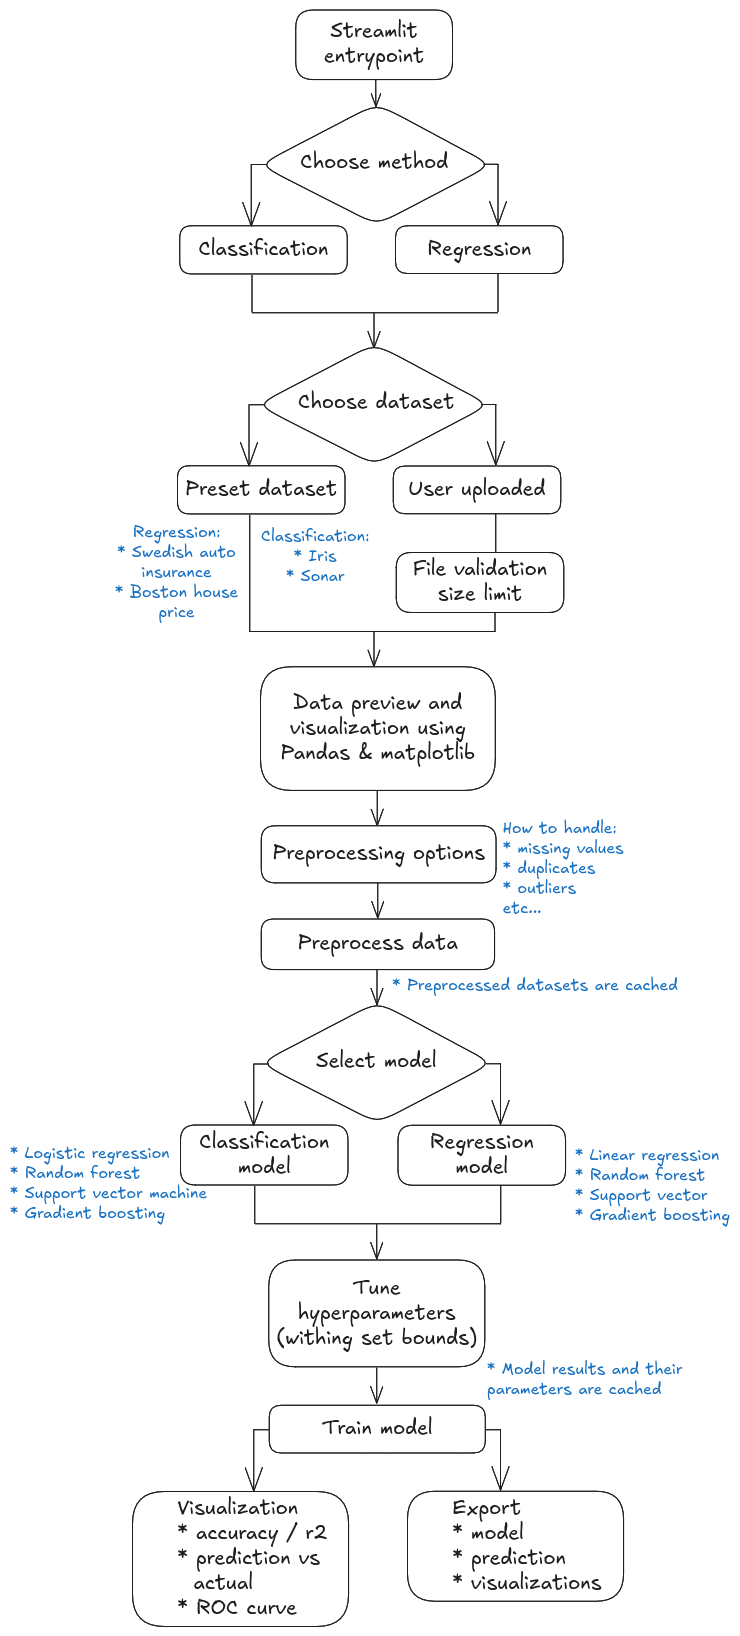 Streamlit
entrypoint
Choose method
Classification
Regression
Choose dataset
Preset dataset
User uploaded
Regression:
* Swedish auto
insurance
* Boston house
price
Classification:
* Iris
* Sonar
File validation
size limit
Data preview and
visualization using
Pandas & matplotlib
Preprocessing options
How to handle:
* missing values
* duplicates
* outliers
etc...
Preprocess data
* Preprocessed datasets are cached
Select model
* Logistic regression
* Random forest
* Support vector machine
* Gradient boosting
Classification
model
Regression
model
* Linear regression
* Random forest
* Support vector
* Gradient boosting
Tune
hyperparameters
(withing set bounds)
* Model results and their
parameters are cached
Train model
Visualization
* accuracy / r2
* prediction vs
actual
* ROC curve
Export
* model
* prediction
* visualizations